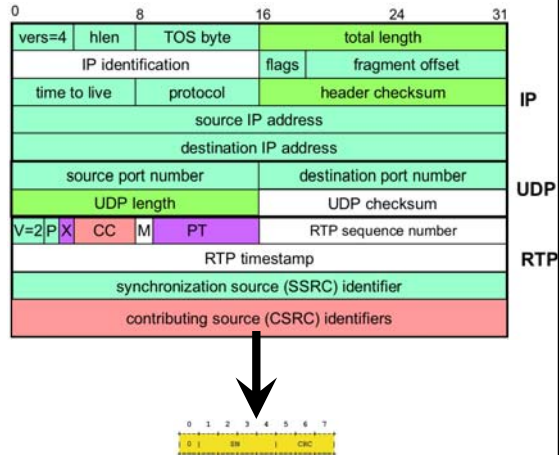 0 8 16 24 31
vers=4 hlen TOS byte total length
IP identification flags fragment offset
time to live protocol header checksum
IP
source IP address
destination IP address
source port number destination port number
UDP
UDP length UDP checksum
V=2 P X CC M PT RTP sequence number
RTP timestamp
RTP
synchronization source (SSRC) identifier
contributing source (CSRC) identifiers
0 1 2 3 4 5 6 7
0 | SN | CRC |